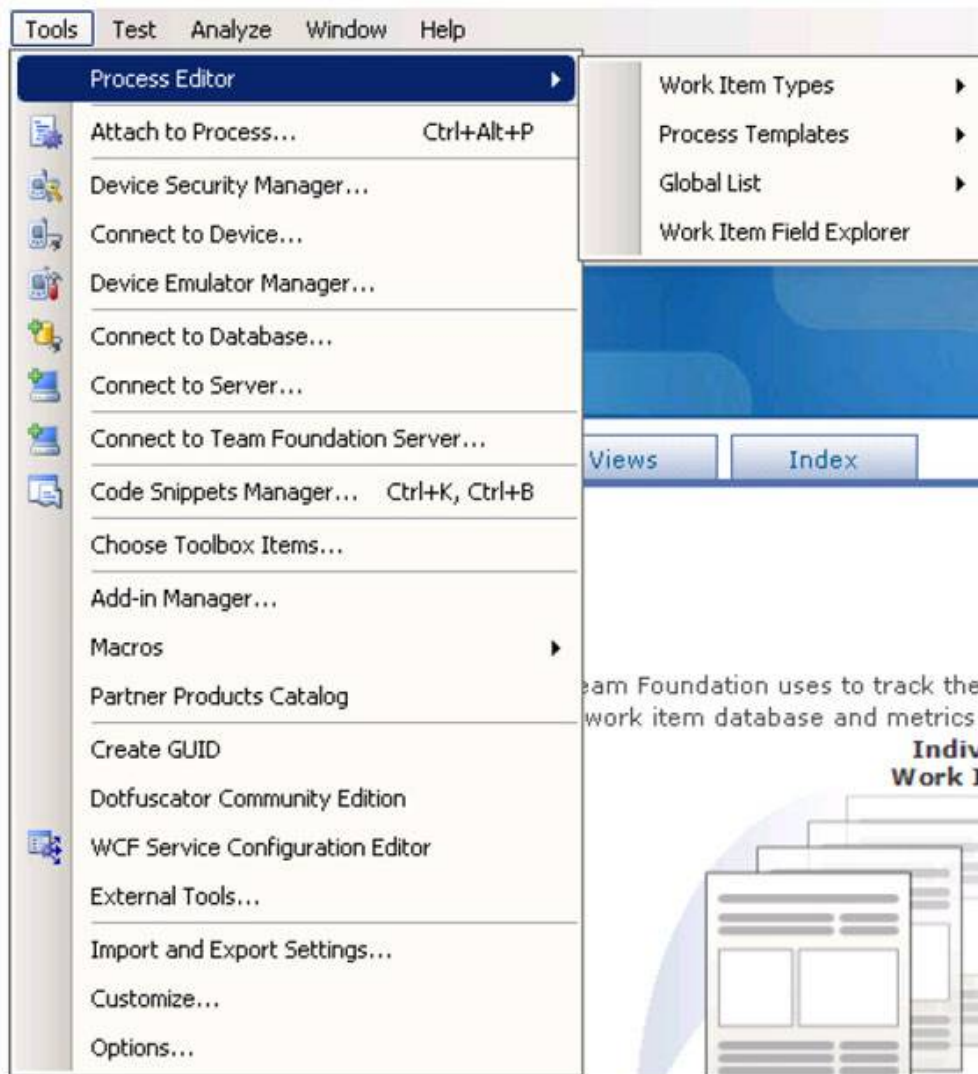 Tools Test Analyze Window Help
Process Editor
Work Item Types
Process Templates
Global List
Work Item Field Explorer
Attach to Process... Ctrl+Alt+P
Device Security Manager...
Connect to Device...
Device Emulator Manager...
Connect to Database...
Connect to Server...
Connect to Team Foundation Server...
Code Snippets Manager... Ctrl+K, Ctrl+B
Choose Toolbox Items...
Add-in Manager...
Macros
Partner Products Catalog
Create GUID
Dotfuscator Community Edition
WCF Service Configuration Editor
External Tools...
Import and Export Settings...
Customize...
Options...
Views Index
eam Foundation uses to track the
work item database and metrics
Indiv
Work I